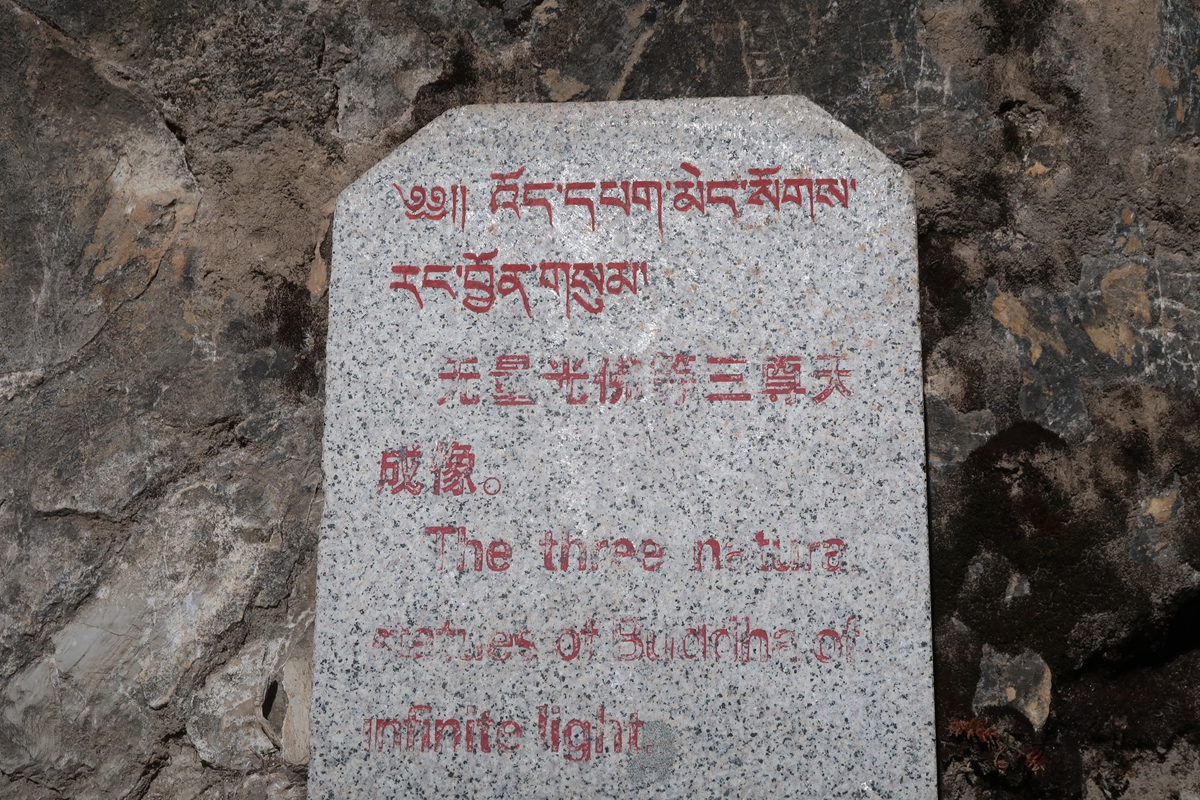 ༄༅།། འོད་དཔག་མེད་སོགས་
རང་བྱོན་གསུམ།
无量光佛等三尊天
成像。
The three natura
statues of Buddha of
infinite light